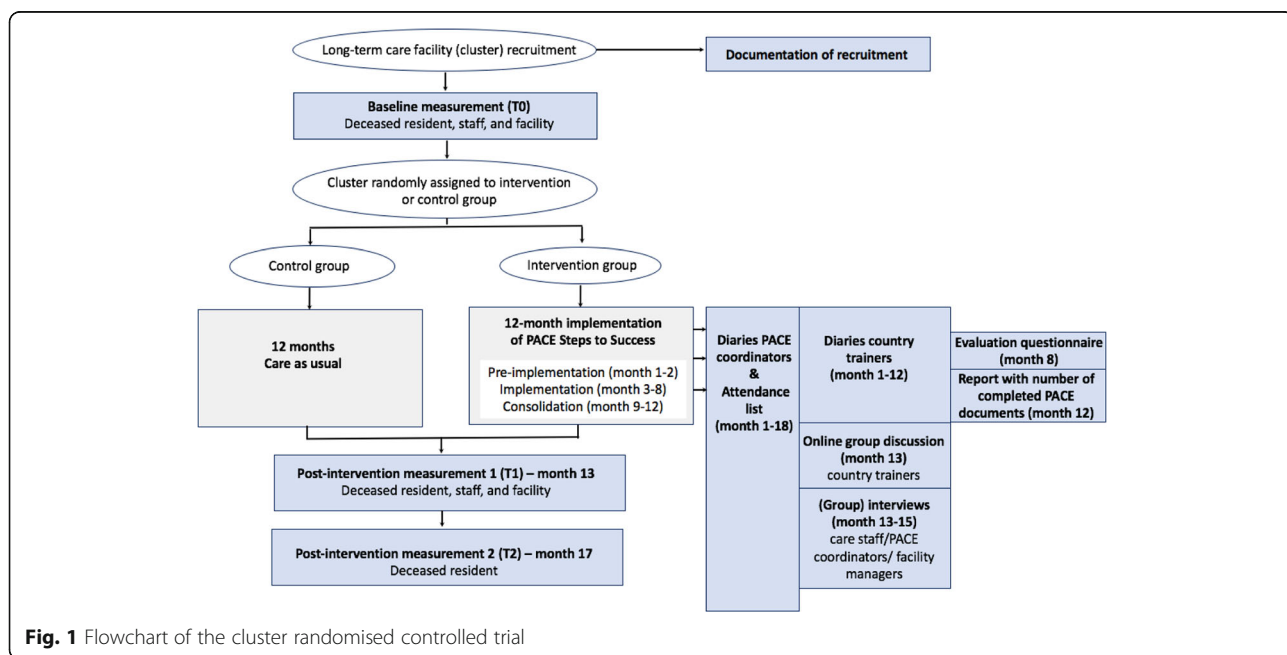 Long-term care facility (cluster) recruitment
Documentation of recruitment
Baseline measurement (T0)
Deceased resident, staff, and facility
Cluster randomly assigned to intervention
or control group
Control group
Intervention group
12 months
Care as usual
12-month implementation
of PACE Steps to Success
Pre-implementation (month 1-2)
Implementation (month 3-8)
Consolidation (month 9-12)
Diaries PACE
coordinators
&
Attendance
list
(month 1-18)
Diaries country
trainers
(month 1-12)
Evaluation questionnaire
(month 8)
Report with number of
completed PACE
documents (month 12)
Online group discussion
(month 13)
country trainers
(Group) interviews
(month 13-15)
care staff/PACE
coordinators/ facility
managers
Post-intervention measurement 1 (T1) – month 13
Deceased resident, staff, and facility
Post-intervention measurement 2 (T2) – month 17
Deceased resident
Fig. 1 Flowchart of the cluster randomised controlled trial